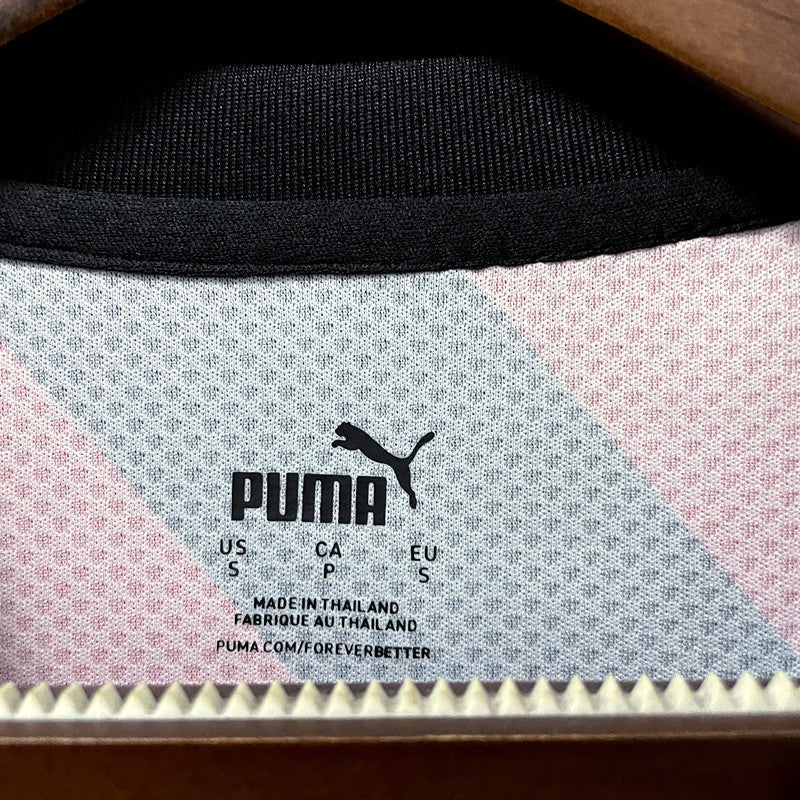 PUMA
US CA EU
S P S
MADE IN THAILAND
FABRIQUE AU THAILAND
PUMA.COM/FOREVERBETTER